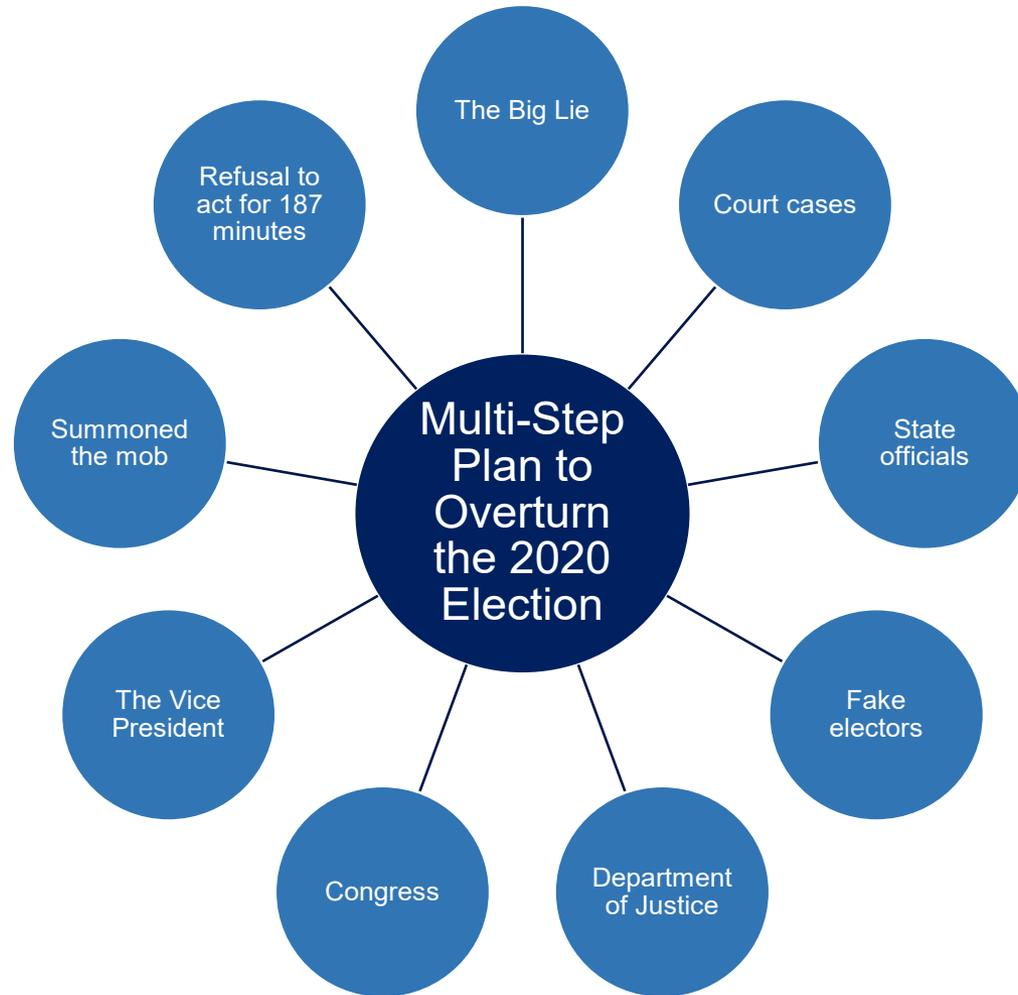 The Big Lie
Court cases
State
officials
Fake
electors
Department
of Justice
Congress
The Vice
President
Summoned
the mob
Refusal to
act for 187
minutes
Multi-Step
Plan to
Overturn
the 2020
Election